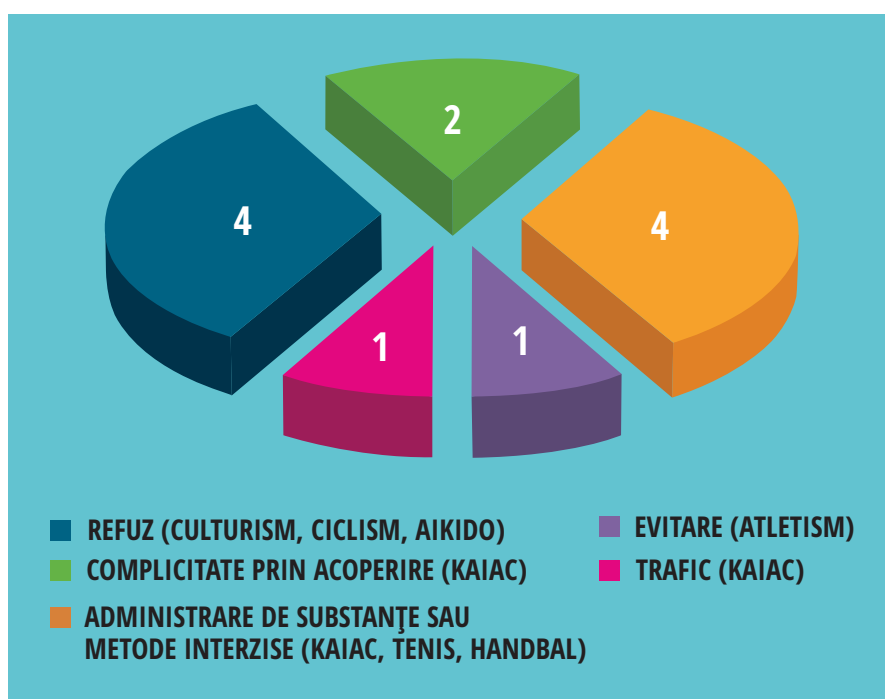 2
4
4
1
1
REFUZ (CULTURISM, CICLISM, AIKIDO)
COMPLICITATE PRIN ACOPERIRE (KAIAC)
ADMINISTRARE DE SUBSTANŢE SAU
METODE INTERZISE (KAIAC, TENIS, HANDBAL)
EVITARE (ATLETISM)
TRAFIC (KAIAC)